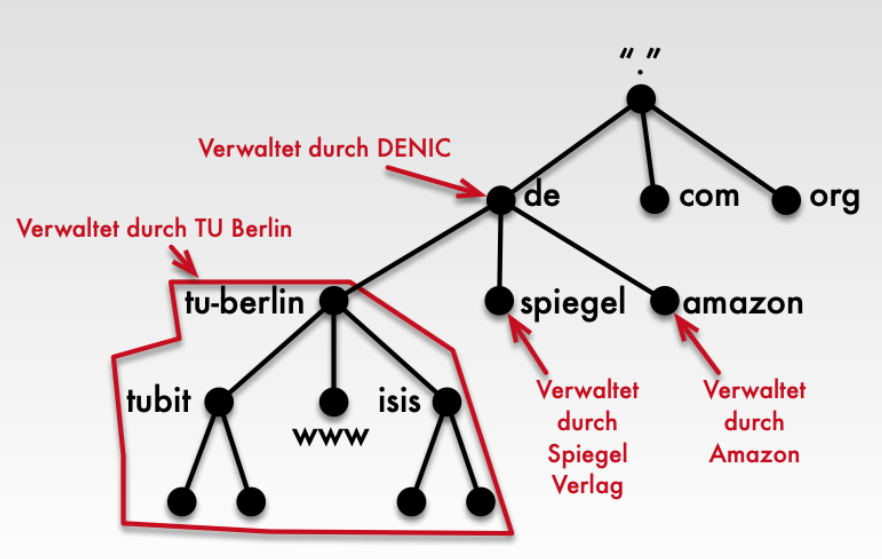 “.”
Verwaltet durch DENIC
de
com
org
Verwaltet durch TU Berlin
tu-berlin
spiegel
amazon
tubit
www
isis
Verwaltet
durch
Spiegel
Verlag
Verwaltet
durch
Amazon